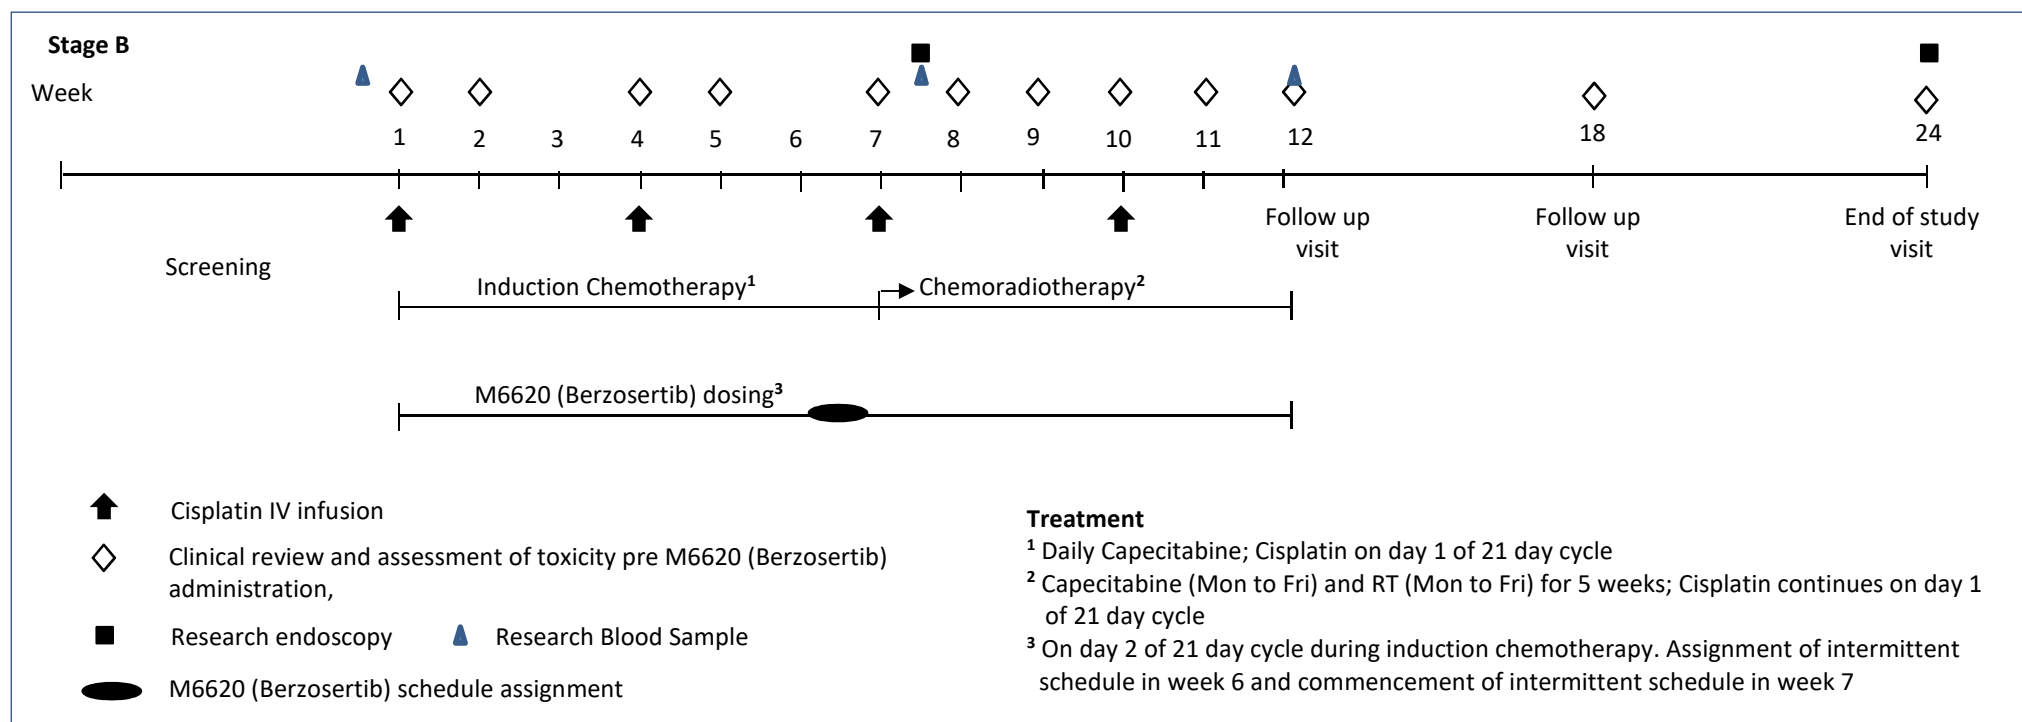 Stage B
Week
1 2 3 4 5 6 7 8 9 10 11 12 18 24
Screening
Follow up
visit
Follow up
visit
End of study
visit
Induction Chemotherapy¹
Chemoradiotherapy²
M6620 (Berzosertib) dosing³
Cisplatin IV infusion
Clinical review and assessment of toxicity pre M6620 (Berzosertib)
administration,
Research endoscopy
Research Blood Sample
M6620 (Berzosertib) schedule assignment
Treatment
¹ Daily Capecitabine; Cisplatin on day 1 of 21 day cycle
² Capecitabine (Mon to Fri) and RT (Mon to Fri) for 5 weeks; Cisplatin continues on day 1
of 21 day cycle
³ On day 2 of 21 day cycle during induction chemotherapy. Assignment of intermittent
schedule in week 6 and commencement of intermittent schedule in week 7